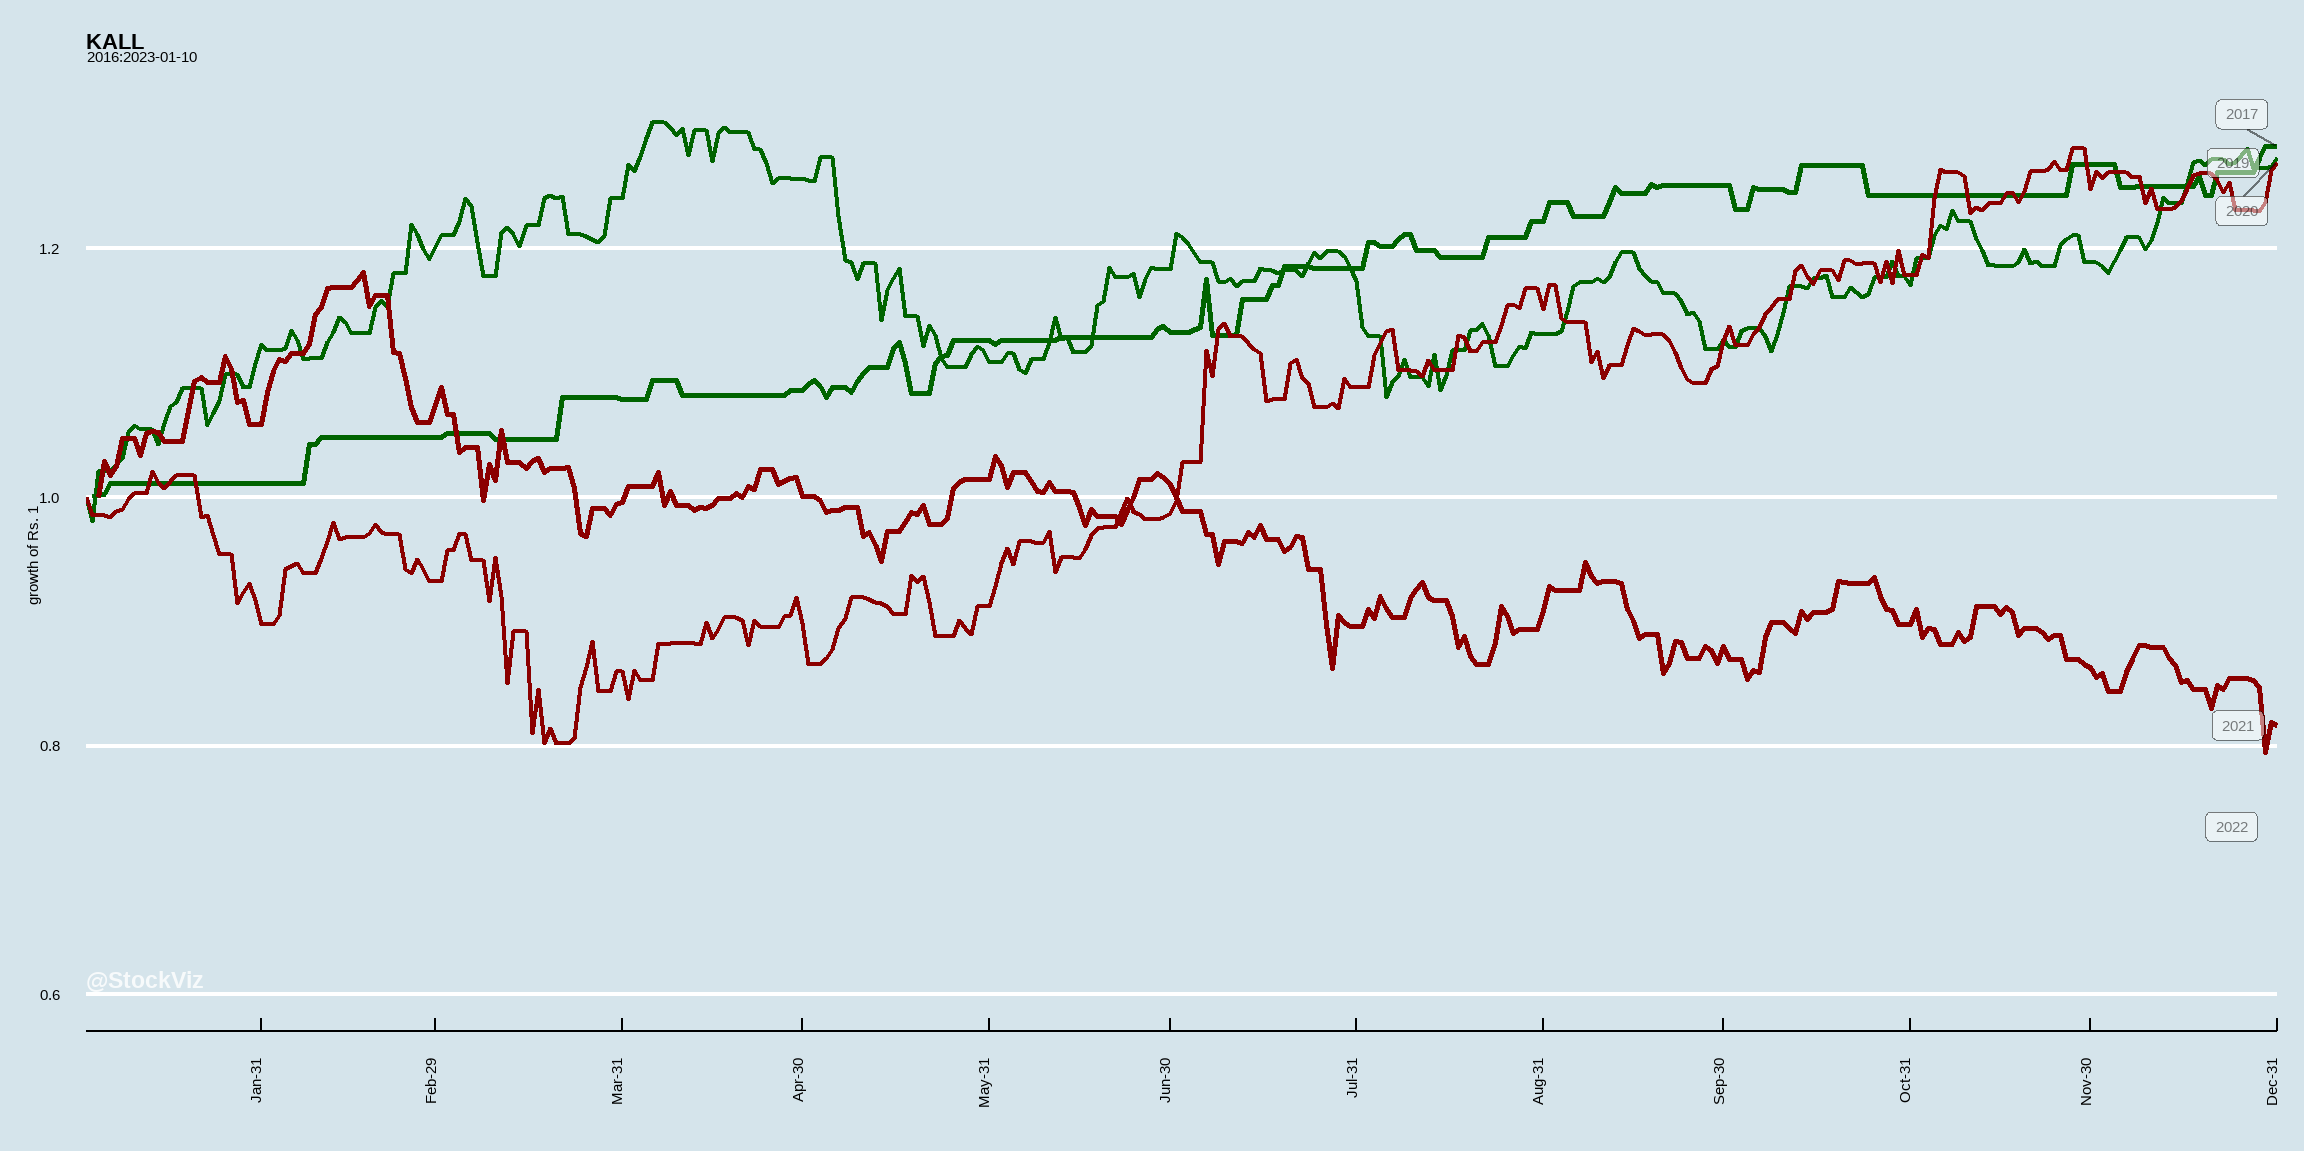 KALL
2016:2023-01-10
2017
2019
2020
1.2
1.0
growth of Rs. 1
2021
0.8
2022
@StockViz
0.6
Jan-31
Feb-29
Mar-31
Apr-30
May-31
Jun-30
Jul-31
Aug-31
Sep-30
Oct-31
Nov-30
Dec-31